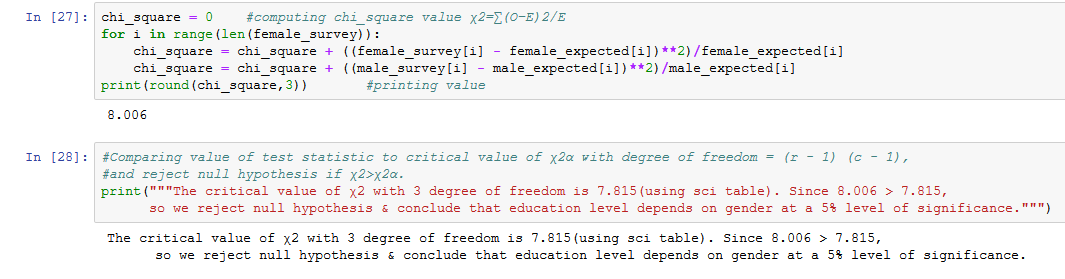 In [27]: chi_square = 0    #computing chi_square value χ2=∑(O-E)2/E
for i in range(len(female_survey)):
    chi_square = chi_square + ((female_survey[i] - female_expected[i])**2)/female_expected[i]
    chi_square = chi_square + ((male_survey[i] - male_expected[i])**2)/male_expected[i]
print(round(chi_square,3))       #printing value
8.006
In [28]: #Comparing value of test statistic to critical value of χ2α with degree of freedom = (r - 1) (c - 1),
#and reject null hypothesis if χ2>χ2α.
print("""The critical value of χ2 with 3 degree of freedom is 7.815(using sci table). Since 8.006 > 7.815,
      so we reject null hypothesis & conclude that education level depends on gender at a 5% level of significance.""")
The critical value of χ2 with 3 degree of freedom is 7.815(using sci table). Since 8.006 > 7.815,
      so we reject null hypothesis & conclude that education level depends on gender at a 5% level of significance.